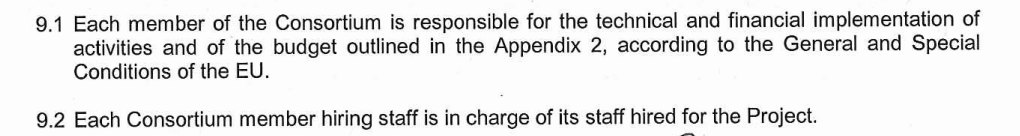 9.1 Each member of the Consortium is responsible for the technical and financial implementation of
activities and of the budget outlined in the Appendix 2, according to the General and Special
Conditions of the EU.
9.2 Each Consortium member hiring staff is in charge of its staff hired for the Project.